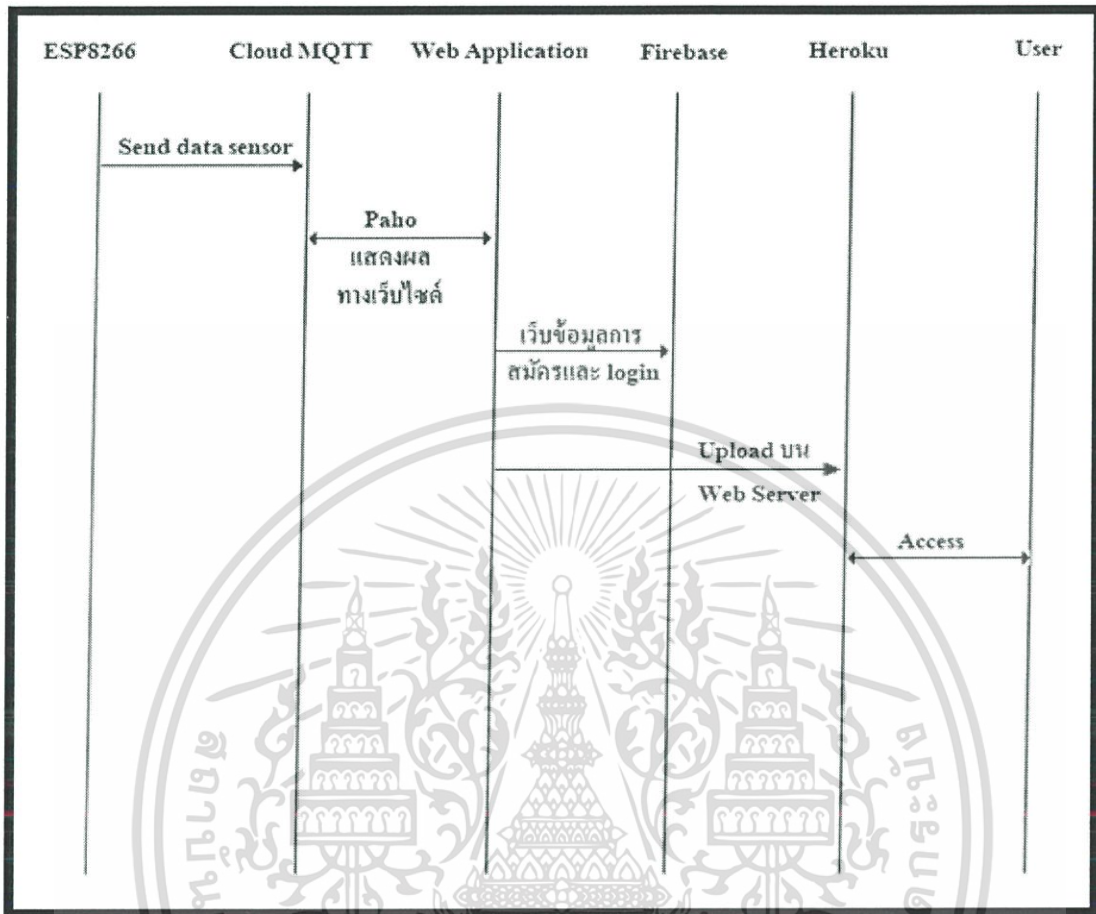 ESP8266 Cloud MQTT Web Application Firebase Heroku User
Send data sensor
Paho
แสดงผล
ทางเว็บไซต์
เว็บข้อมูลการ
สมัครและ login
Upload บน
Web Server
Access